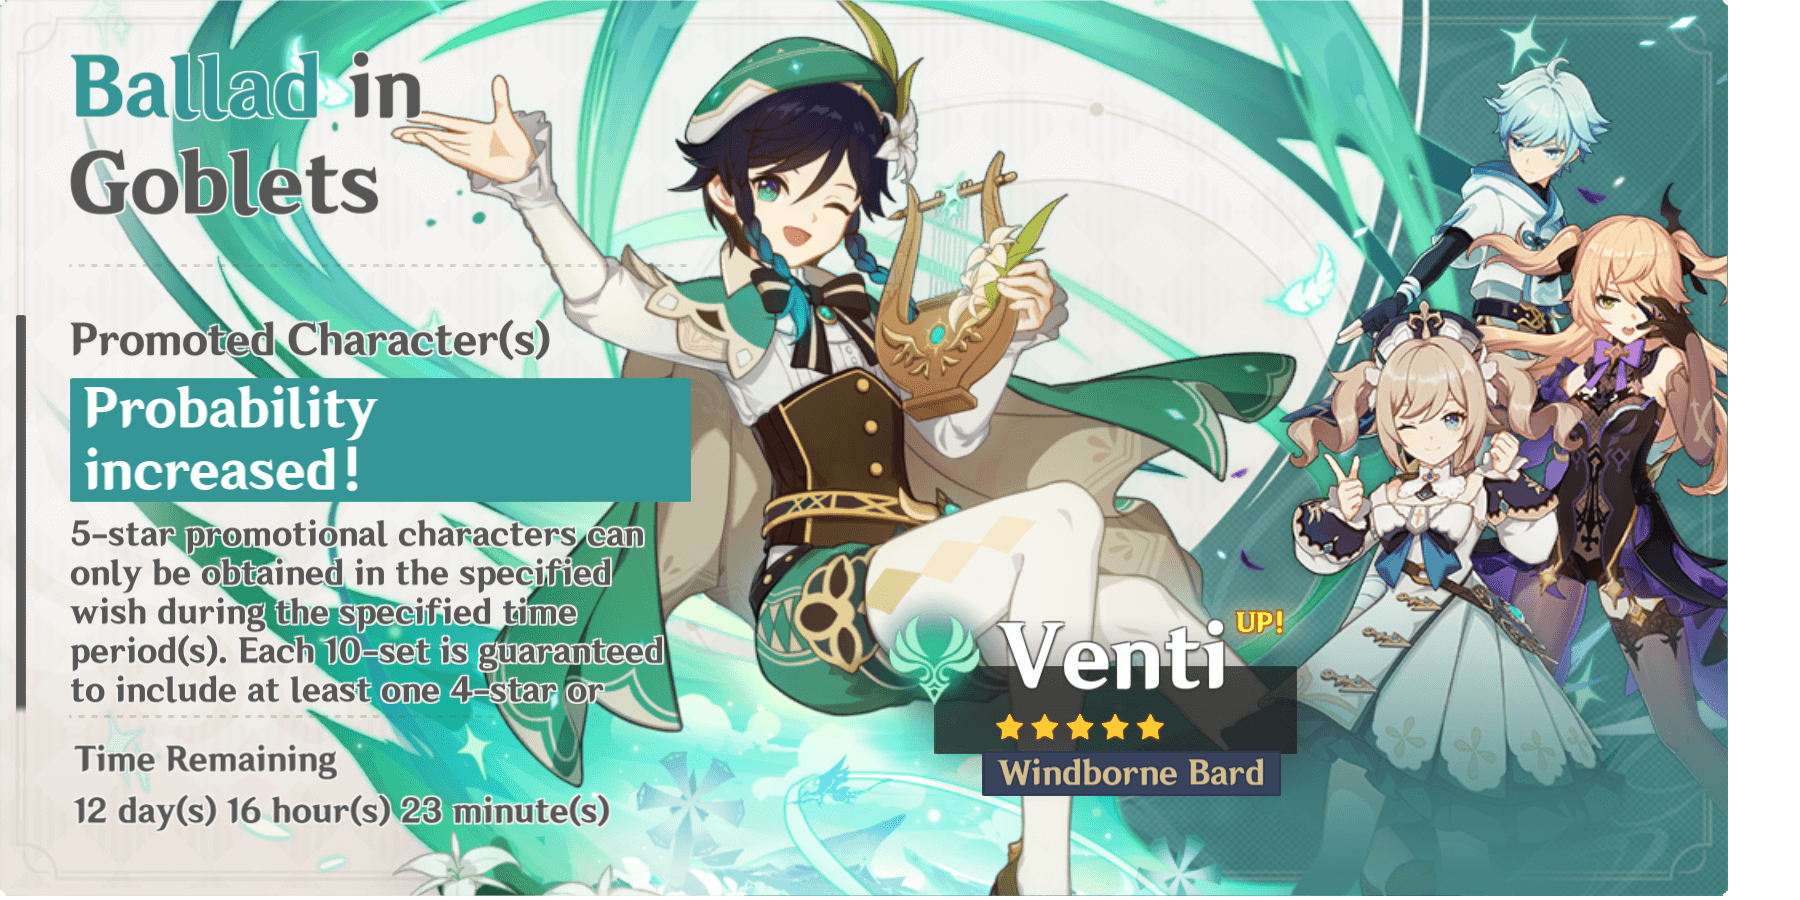 Ballad in
Goblets
Promoted Character(s)
Probability
increased!
5-star promotional characters can
only be obtained in the specified
wish during the specified time
period(s). Each 10-set is guaranteed
to include at least one 4-star or
Time Remaining
12 day(s) 16 hour(s) 23 minute(s)
UP!
Venti
Windborne Bard